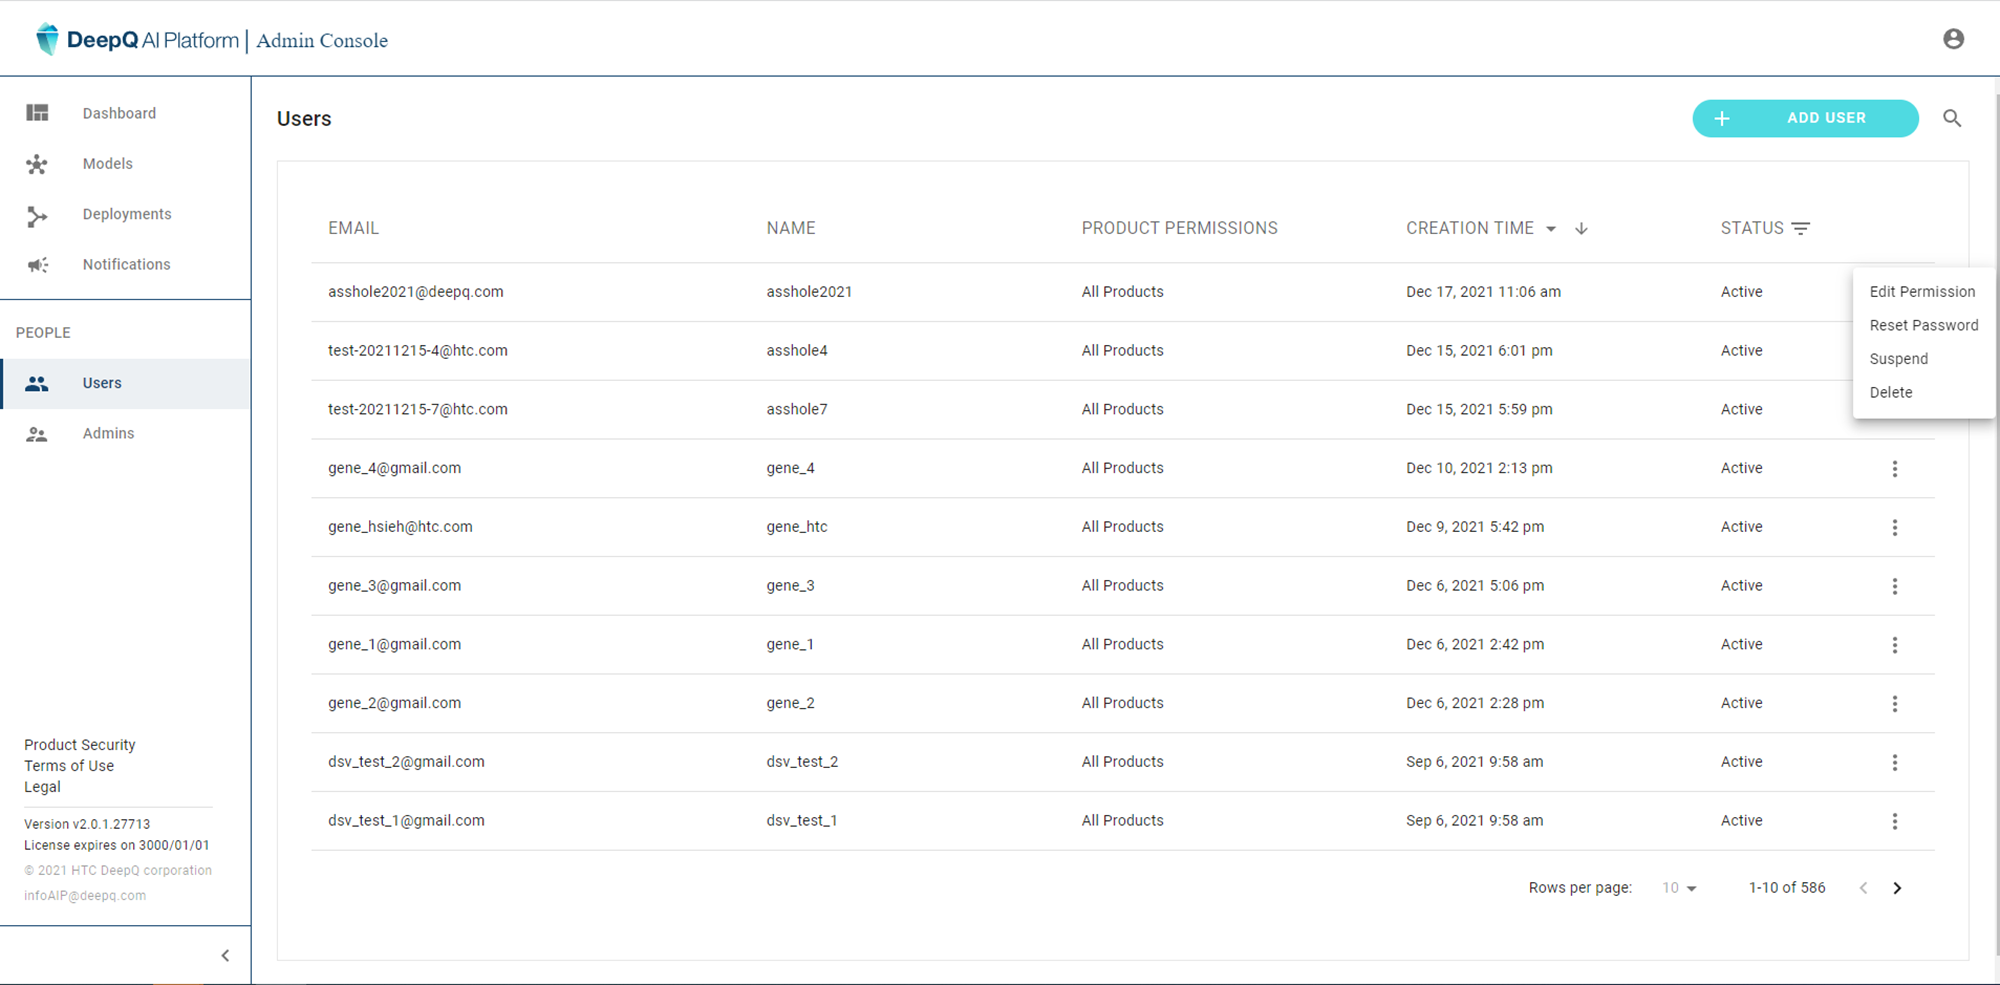 DeepQ AI Platform | Admin Console
Dashboard
Models
Deployments
Notifications
PEOPLE
Users
Admins
Product Security
Terms of Use
Legal
Version v2.0.1.27713
License expires on 3000/01/01
© 2021 HTC DeepQ corporation
infoAIP@deepq.com
Users
+ ADD USER
EMAIL NAME PRODUCT PERMISSIONS CREATION TIME STATUS
asshole2021@deepq.com asshole2021 All Products Dec 17, 2021 11:06 am Active
test-20211215-4@htc.com asshole4 All Products Dec 15, 2021 6:01 pm Active
test-20211215-7@htc.com asshole7 All Products Dec 15, 2021 5:59 pm Active
gene_4@gmail.com gene_4 All Products Dec 10, 2021 2:13 pm Active
gene_hsieh@htc.com gene_htc All Products Dec 9, 2021 5:42 pm Active
gene_3@gmail.com gene_3 All Products Dec 6, 2021 5:06 pm Active
gene_1@gmail.com gene_1 All Products Dec 6, 2021 2:42 pm Active
gene_2@gmail.com gene_2 All Products Dec 6, 2021 2:28 pm Active
dsv_test_2@gmail.com dsv_test_2 All Products Sep 6, 2021 9:58 am Active
dsv_test_1@gmail.com dsv_test_1 All Products Sep 6, 2021 9:58 am Active
Edit Permission
Reset Password
Suspend
Delete
Rows per page: 10 1-10 of 586